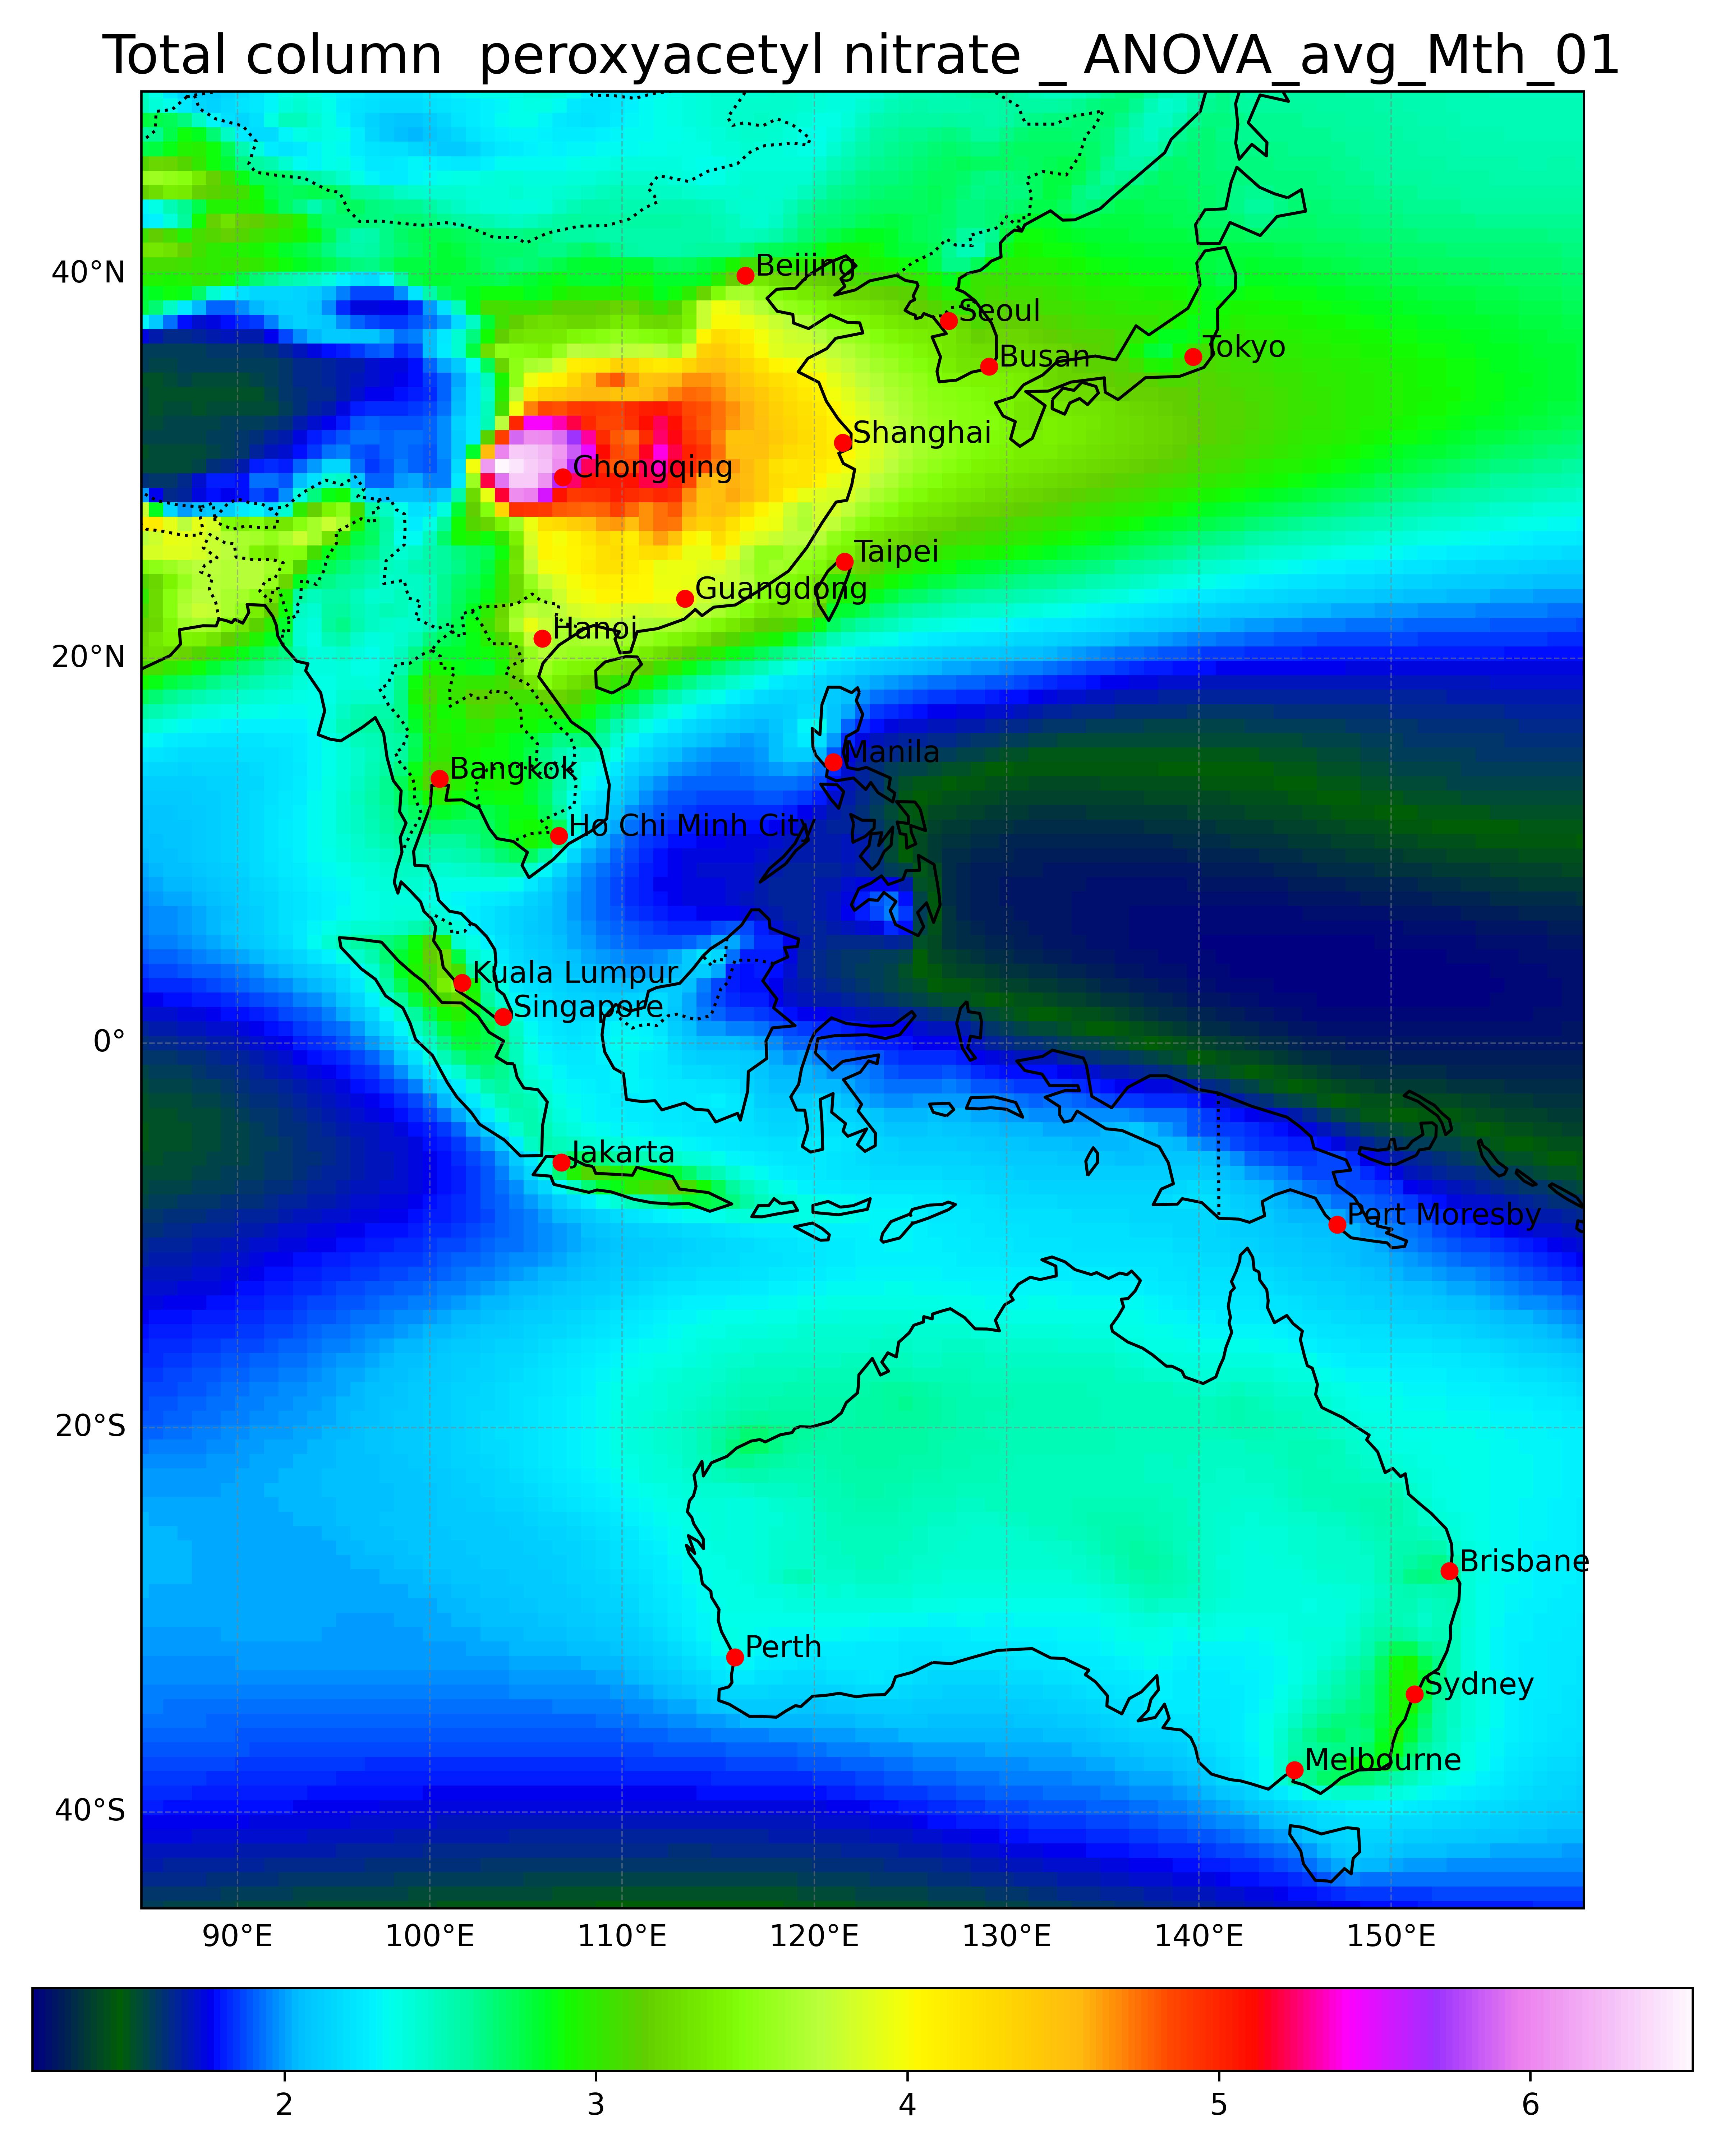 Total column  peroxyacetyl nitrate _ ANOVA_avg_Mth_01
40°N
20°N
0°
20°S
40°S
Beijing
Seoul
Tokyo
Busan
Shanghai
Chongqing
Taipei
Guangdong
Hanoi
Manila
Bangkok
Ho Chi Minh City
Kuala Lumpur
Singapore
Jakarta
Port Moresby
Brisbane
Perth
Sydney
Melbourne
90°E 100°E 110°E 120°E 130°E 140°E 150°E
2 3 4 5 6